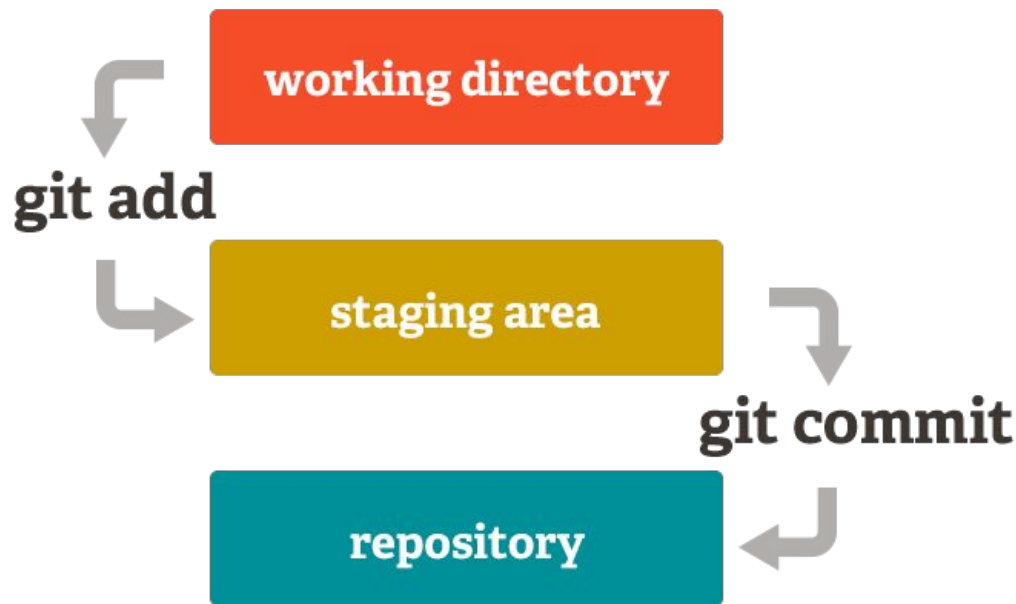 working directory
git add
staging area
git commit
repository